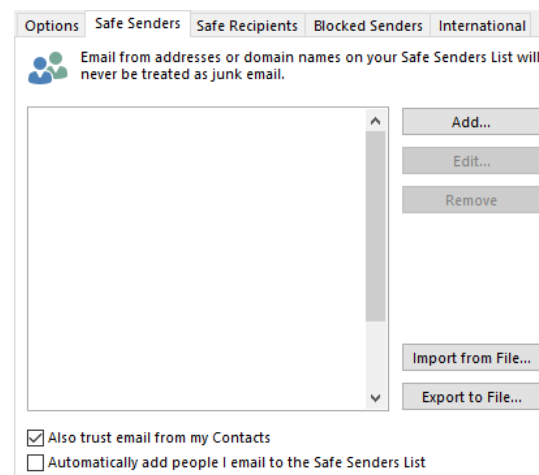 Options Safe Senders Safe Recipients Blocked Senders International
Email from addresses or domain names on your Safe Senders List will
never be treated as junk email.
Add...
Edit...
Remove
Import from File...
Export to File...
Also trust email from my Contacts
Automatically add people I email to the Safe Senders List